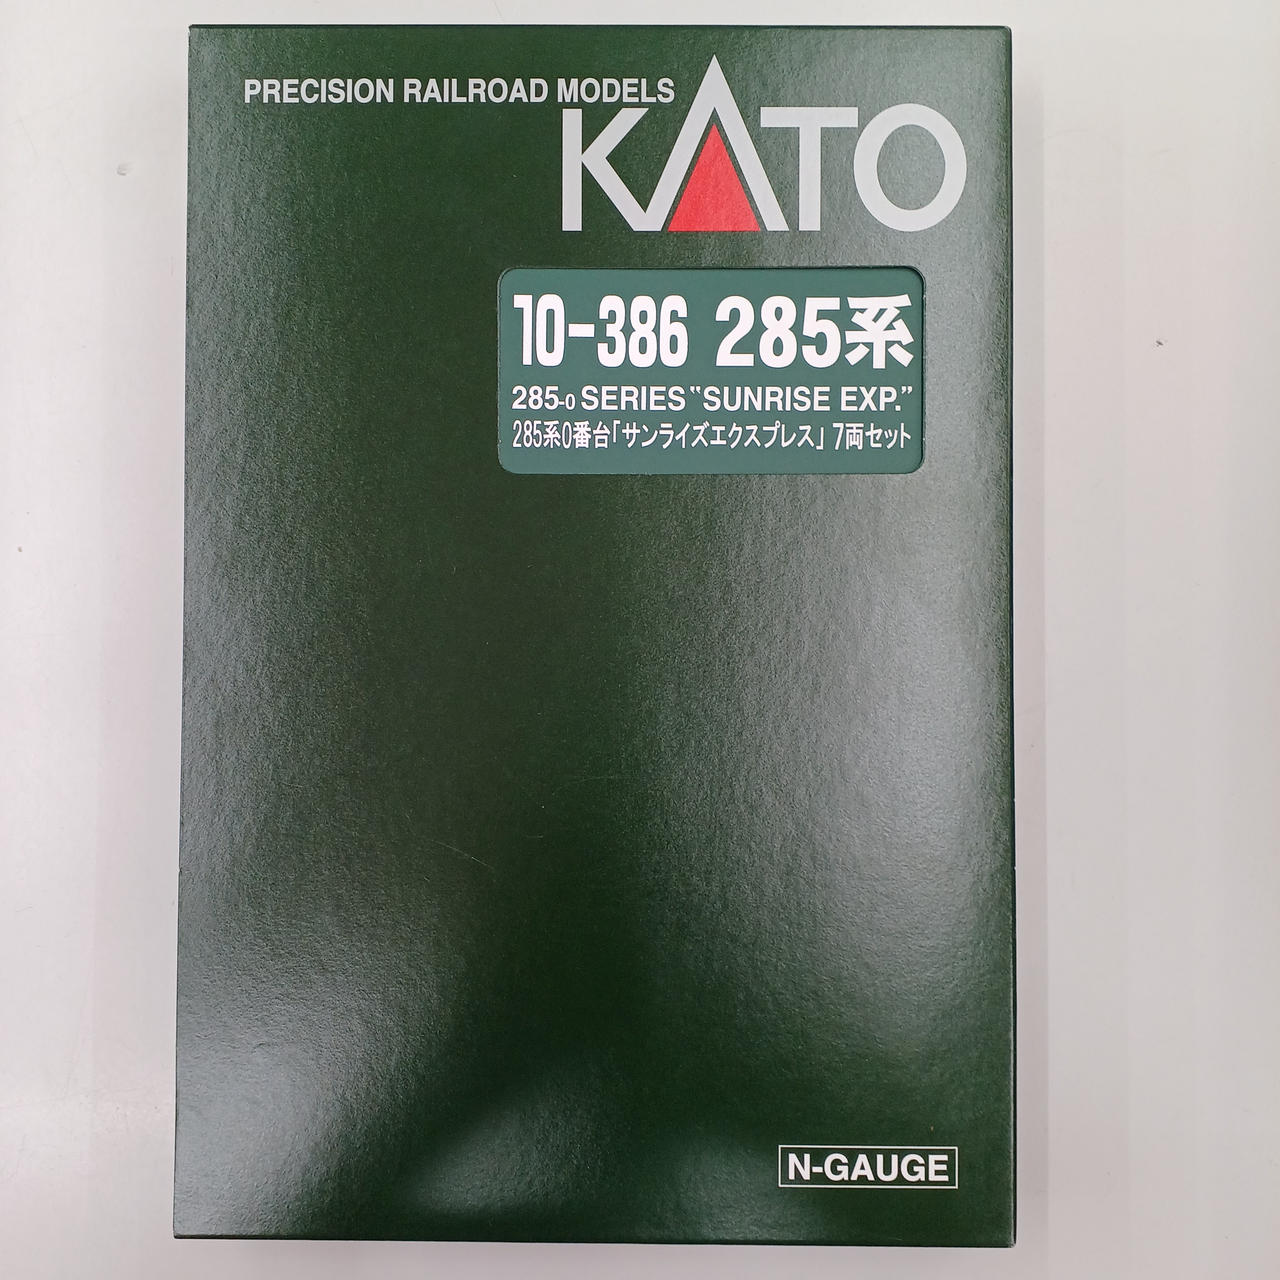 PRECISION RAILROAD MODELS
KATO
10-386 285系
285-0 SERIES "SUNRISE EXP."
285系0番台「サンライズエクスプレス」 7両セット
N-GAUGE